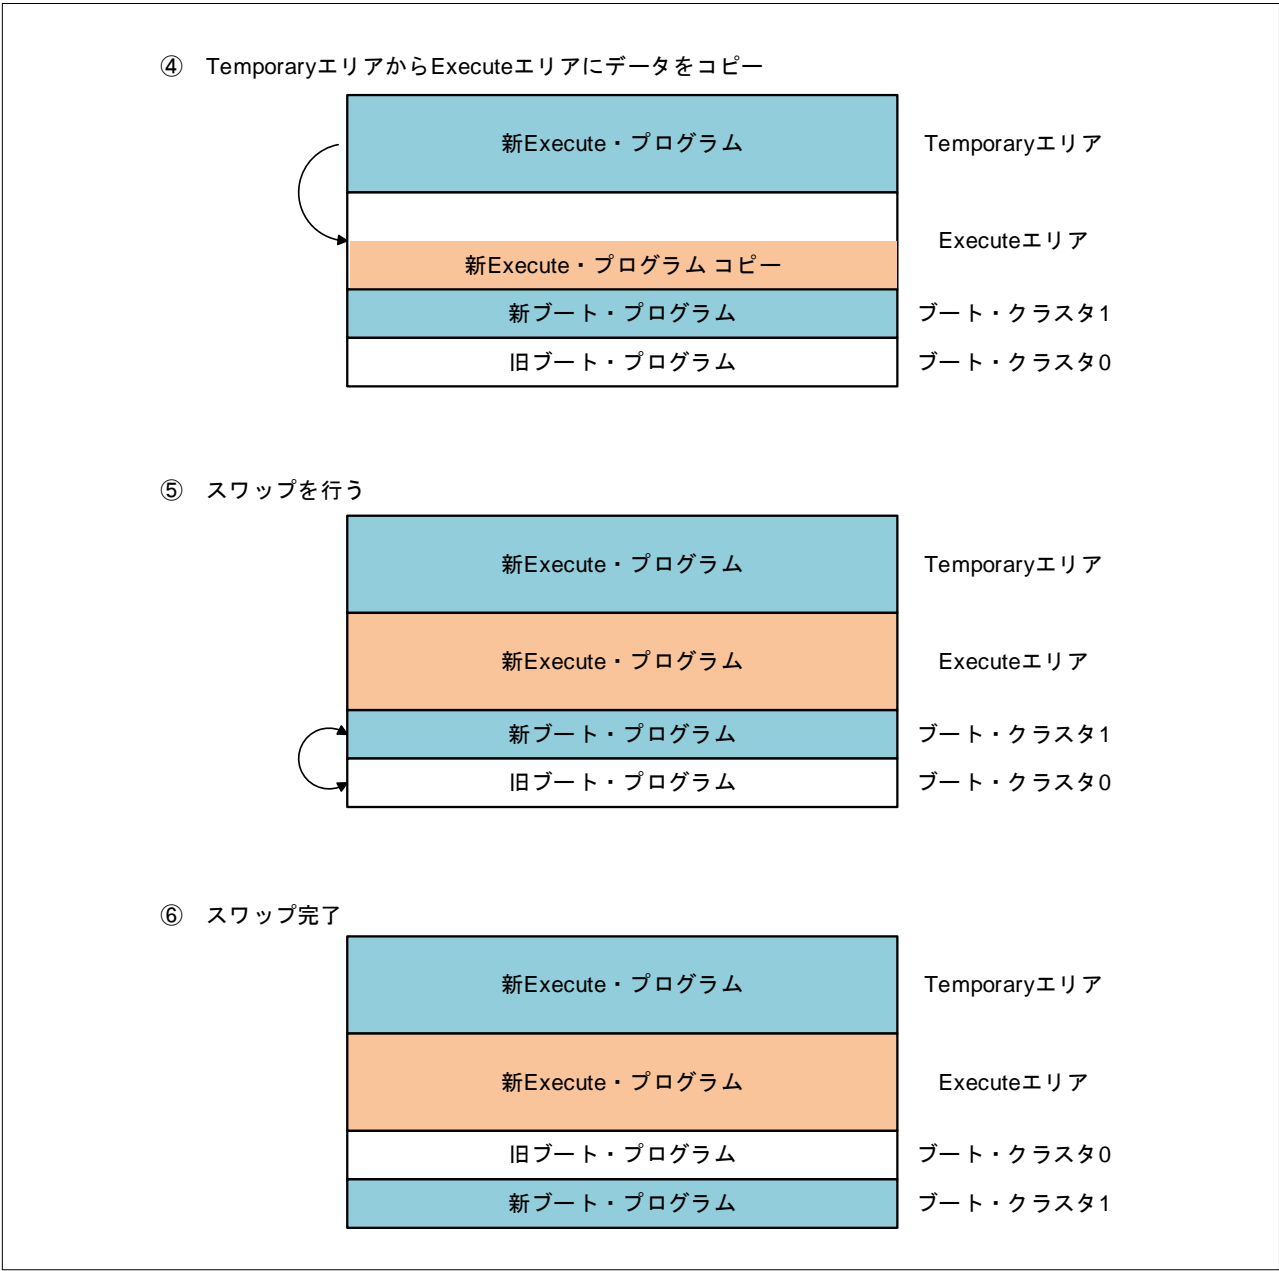 ④ TemporaryエリアからExecuteエリアにデータをコピー
新Execute・プログラム Temporaryエリア
Executeエリア
新Execute・プログラム コピー
新ブート・プログラム ブート・クラスタ1
旧ブート・プログラム ブート・クラスタ0
⑤ スワップを行う
新Execute・プログラム Temporaryエリア
新Execute・プログラム Executeエリア
新ブート・プログラム ブート・クラスタ1
旧ブート・プログラム ブート・クラスタ0
⑥ スワップ完了
新Execute・プログラム Temporaryエリア
新Execute・プログラム Executeエリア
旧ブート・プログラム ブート・クラスタ0
新ブート・プログラム ブート・クラスタ1